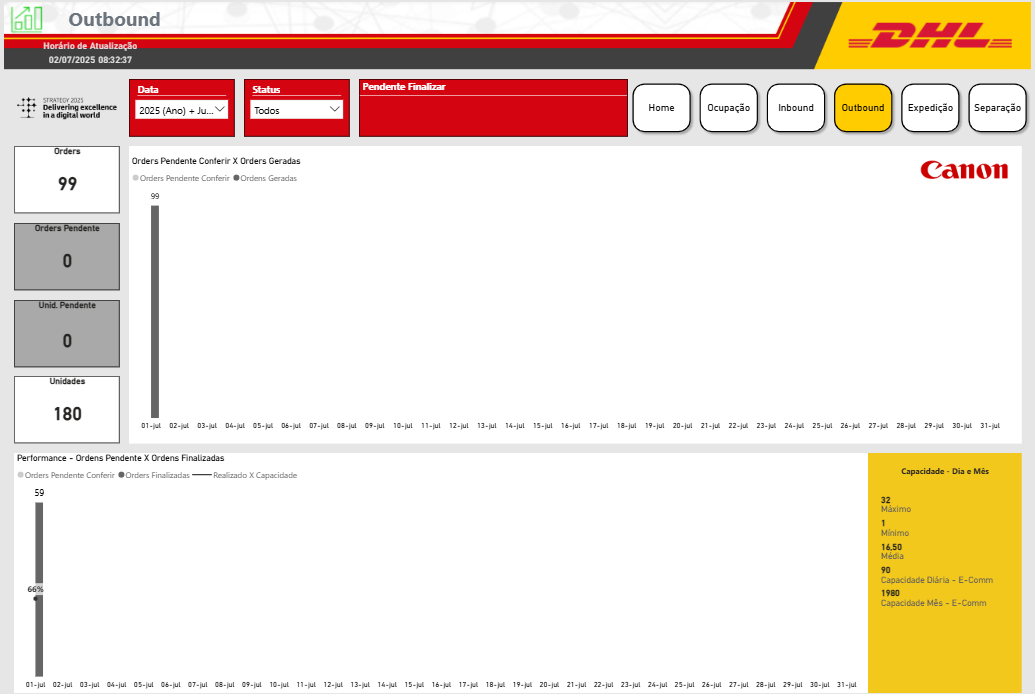 Outbound
DHL
Horário de Atualização
02/07/2025 08:32:37
STRATEGY 2025
Delivering excellence
in a digital world
Data
2025 (Ano) + Ju...
Status
Todos
Pendente Finalizar
Home
Ocupação
Inbound
Outbound
Expedição
Separação
Orders
99
Orders Pendente
0
Unid. Pendente
0
Unidades
180
Orders Pendente Conferir X Orders Geradas
Orders Pendente Conferir Ordens Geradas
Canon
99
01-jul 02-jul 03-jul 04-jul 05-jul 06-jul 07-jul 08-jul 09-jul 10-jul 11-jul 12-jul 13-jul 14-jul 15-jul 16-jul 17-jul 18-jul 19-jul 20-jul 21-jul 22-jul 23-jul 24-jul 25-jul 26-jul 27-jul 28-jul 29-jul 30-jul 31-jul
Performance - Ordens Pendente X Ordens Finalizadas
Orders Pendente Conferir Orders Finalizadas Realizado X Capacidade
59
66%
01-jul 02-jul 03-jul 04-jul 05-jul 06-jul 07-jul 08-jul 09-jul 10-jul 11-jul 12-jul 13-jul 14-jul 15-jul 16-jul 17-jul 18-jul 19-jul 20-jul 21-jul 22-jul 23-jul 24-jul 25-jul 26-jul 27-jul 28-jul 29-jul 30-jul 31-jul
Capacidade - Dia e Mês
32
Máximo
1
Mínimo
16,50
Média
90
Capacidade Diária - E-Comm
1980
Capacidade Mês - E-Comm